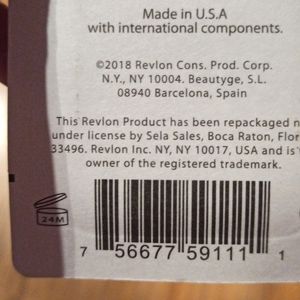 Made in U.S.A
with international components.
©2018 Revlon Cons. Prod. Corp.
N.Y., NY 10004. Beautyge, S.L.
08940 Barcelona, Spain
This Revlon Product has been repackaged
under license by Sela Sales, Boca Raton, Flor
33496. Revlon Inc. NY, NY 10017, USA and is
owner of the registered trademark.
24M
7 56677 59111 1